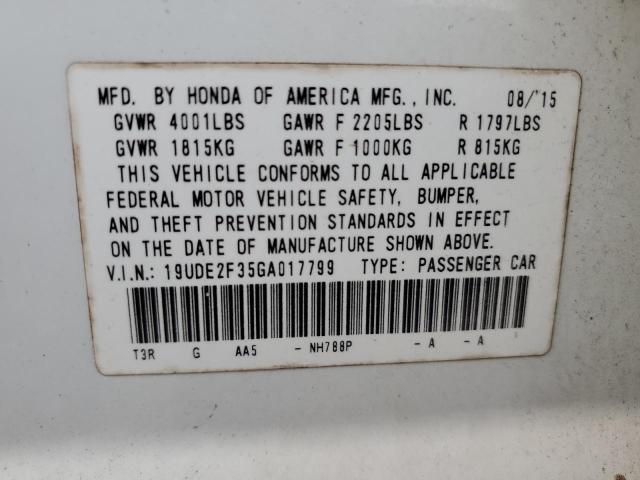 MFD. BY HONDA OF AMERICA MFG., INC. 08/'15
GVWR 4001LBS GAWR F 2205LBS R 1797LBS
GVWR 1815KG GAWR F 1000KG R 815KG
THIS VEHICLE CONFORMS TO ALL APPLICABLE
FEDERAL MOTOR VEHICLE SAFETY, BUMPER,
AND THEFT PREVENTION STANDARDS IN EFFECT
ON THE DATE OF MANUFACTURE SHOWN ABOVE.
V.I.N.: 19UDE2F35GA017799 TYPE: PASSENGER CAR
T3R G AA5 - NH788P - A - A